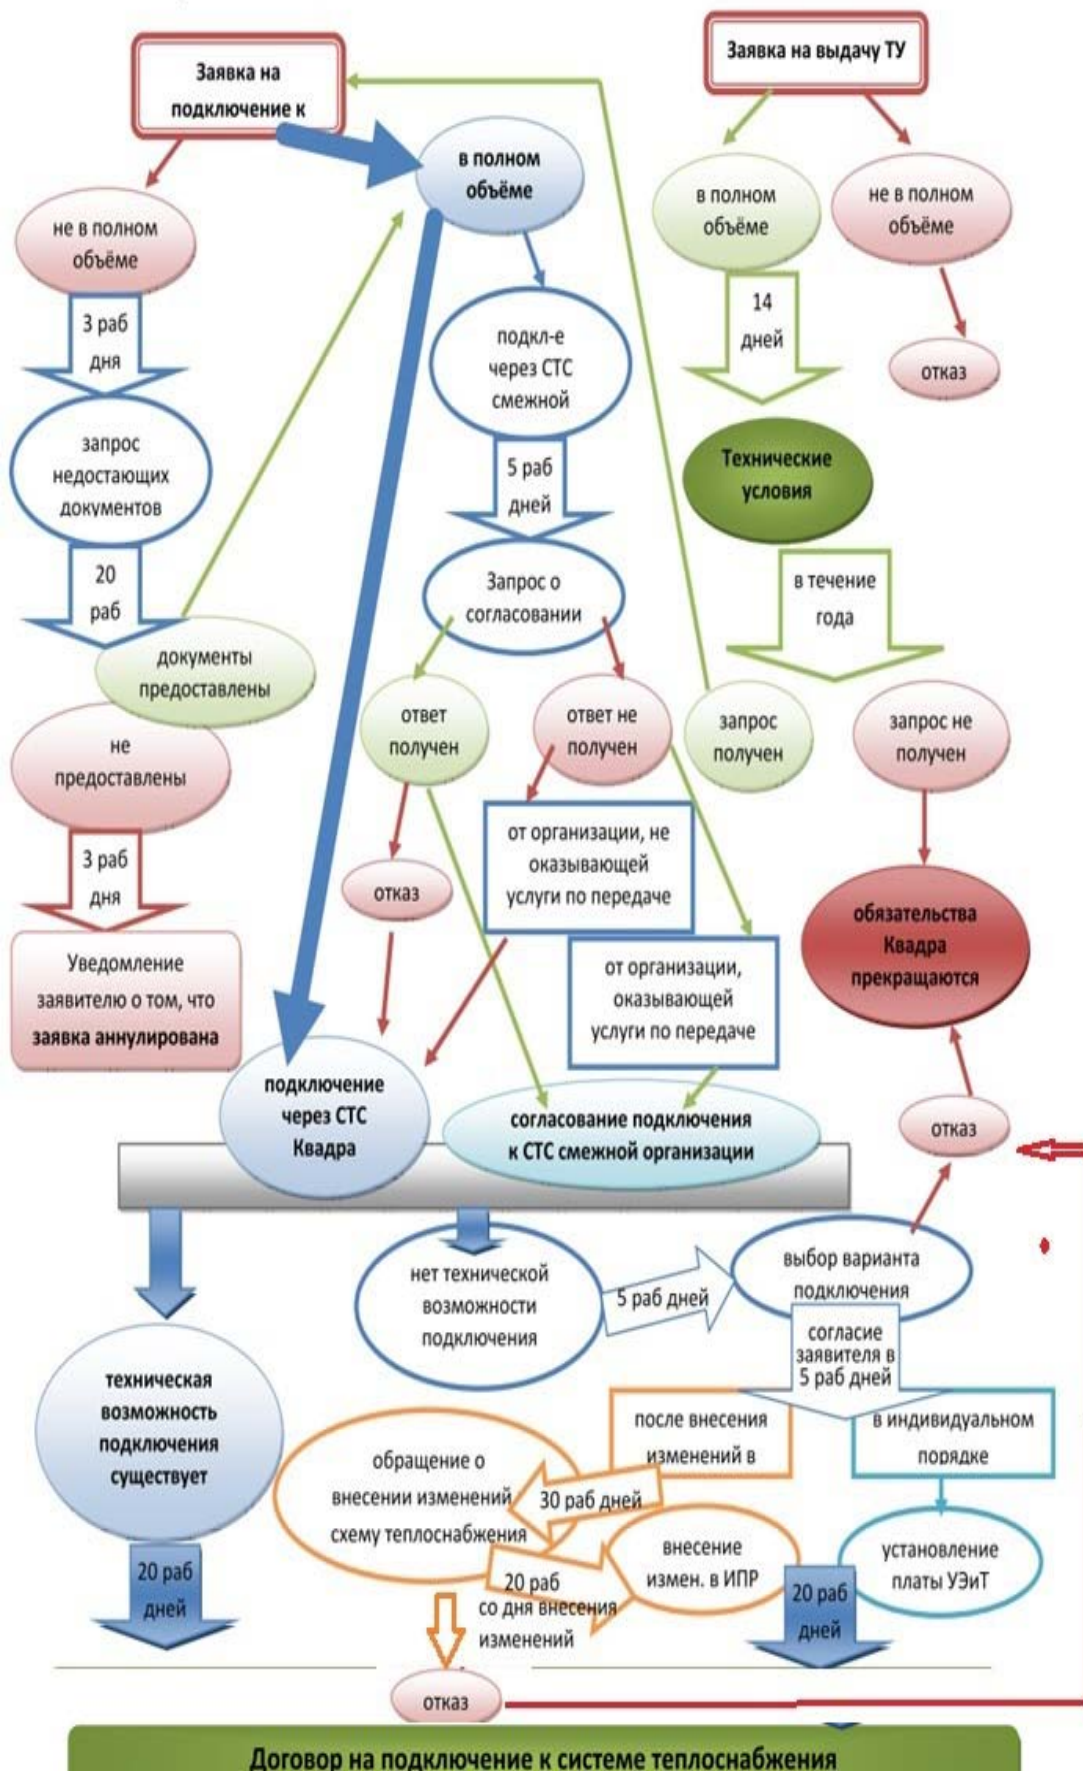 Заявка на
подключение к
Заявка на выдачу ТУ
в полном
объёме
не в полном
объёме
в полном
объёме
не в полном
объёме
3 раб
дня
запрос
недостающих
документов
20
раб
документы
предоставлены
не
предоставлены
3 раб
дня
Уведомление
заявителю о том, что
заявка аннулирована
подкл-е
через СТС
смежной
5 раб
дней
Запрос о
согласовании
ответ
получен
ответ не
получен
отказ
от организации, не
оказывающей
услуги по передаче
от организации,
оказывающей
услуги по передаче
14
дней
отказ
Технические
условия
в течение
года
запрос
получен
запрос не
получен
обязательства
Квадра
прекращаются
отказ
подключение
через СТС
Квадра
согласование подключения
к СТС смежной организации
нет технической
возможности
подключения
5 раб дней
выбор варианта
подключения
согласие
заявителя в
5 раб дней
техническая
возможность
подключения
существует
20 раб
дней
после внесения
изменений в
в индивидуальном
порядке
обращение о
внесении изменений
схему теплоснабжения
30 раб дней
внесение
измен. в ИПР
20 раб
со дня внесения
изменений
установление
платы УЭиТ
20 раб
дней
отказ
Договор на подключение к системе теплоснабжения